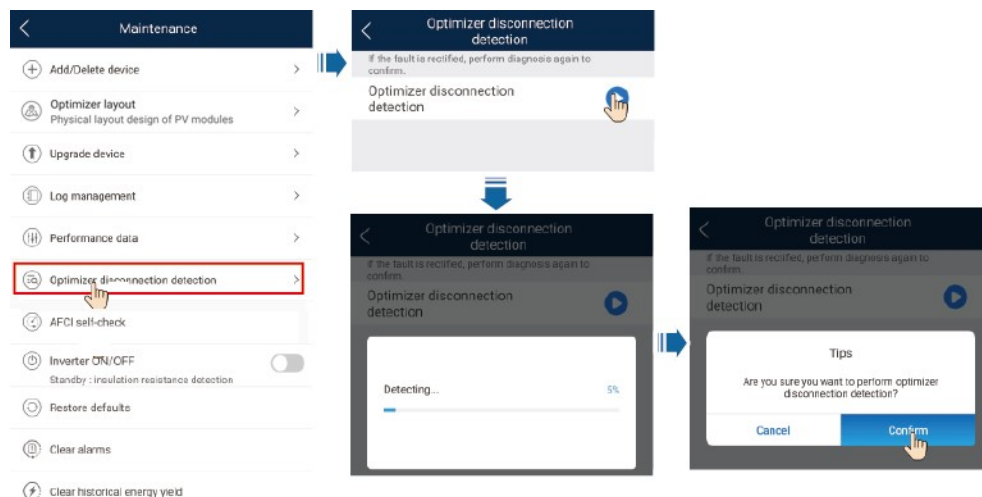 Maintenance
Add/Delete device
Optimizer layout
Physical layout design of PV modules
Upgrade device
Log management
Performance data
Optimizer disconnection detection
AFCI self-check
Inverter ON/OFF
Standby : insulation resistance detection
Restore defaults
Clear alarms
Clear historical energy yield
Optimizer disconnection
detection
If the fault is rectified, perform diagnosis again to
confirm.
Optimizer disconnection
detection
Optimizer disconnection
detection
If the fault is rectified, perform diagnosis again to
confirm.
Optimizer disconnection
detection
Detecting...
5%
Optimizer disconnection
detection
If the fault is rectified, perform diagnosis again to
confirm.
Optimizer disconnection
detection
Tips
Are you sure you want to perform optimizer
disconnection detection?
Cancel
Confirm